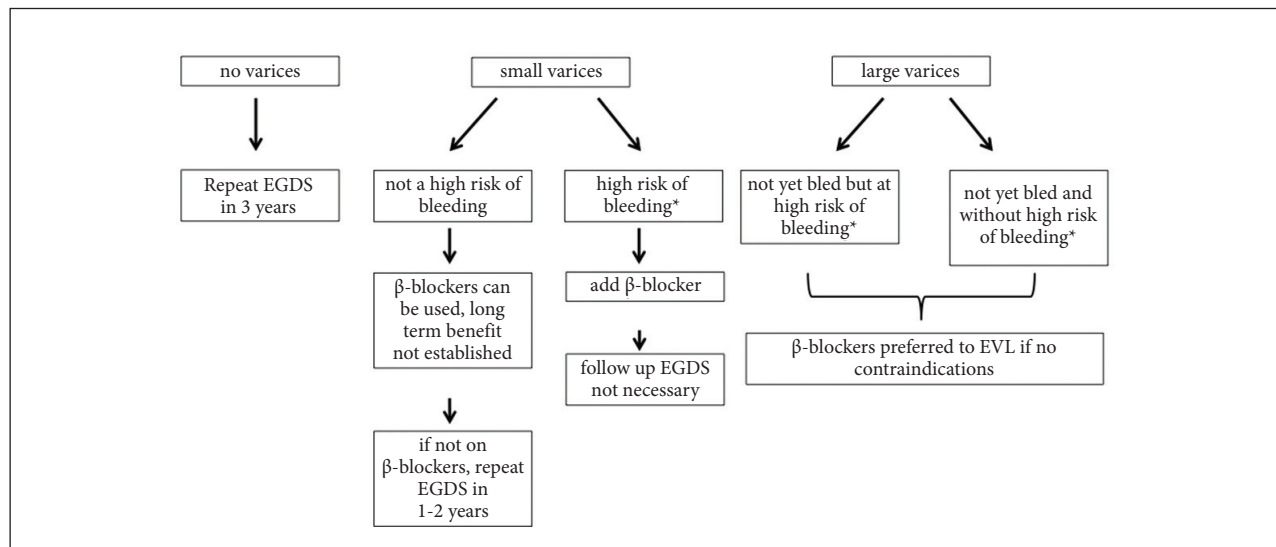 no varices
small varices
large varices
Repeat EGDS
in 3 years
not a high risk of
bleeding
high risk of
bleeding*
not yet bled but at
high risk of
bleeding*
not yet bled and
without high risk
of bleeding*
β-blockers can
be used, long
term benefit
not established
add β-blocker
follow up EGDS
not necessary
β-blockers preferred to EVL if no
contraindications
if not on
β-blockers, repeat
EGDS in
1-2 years